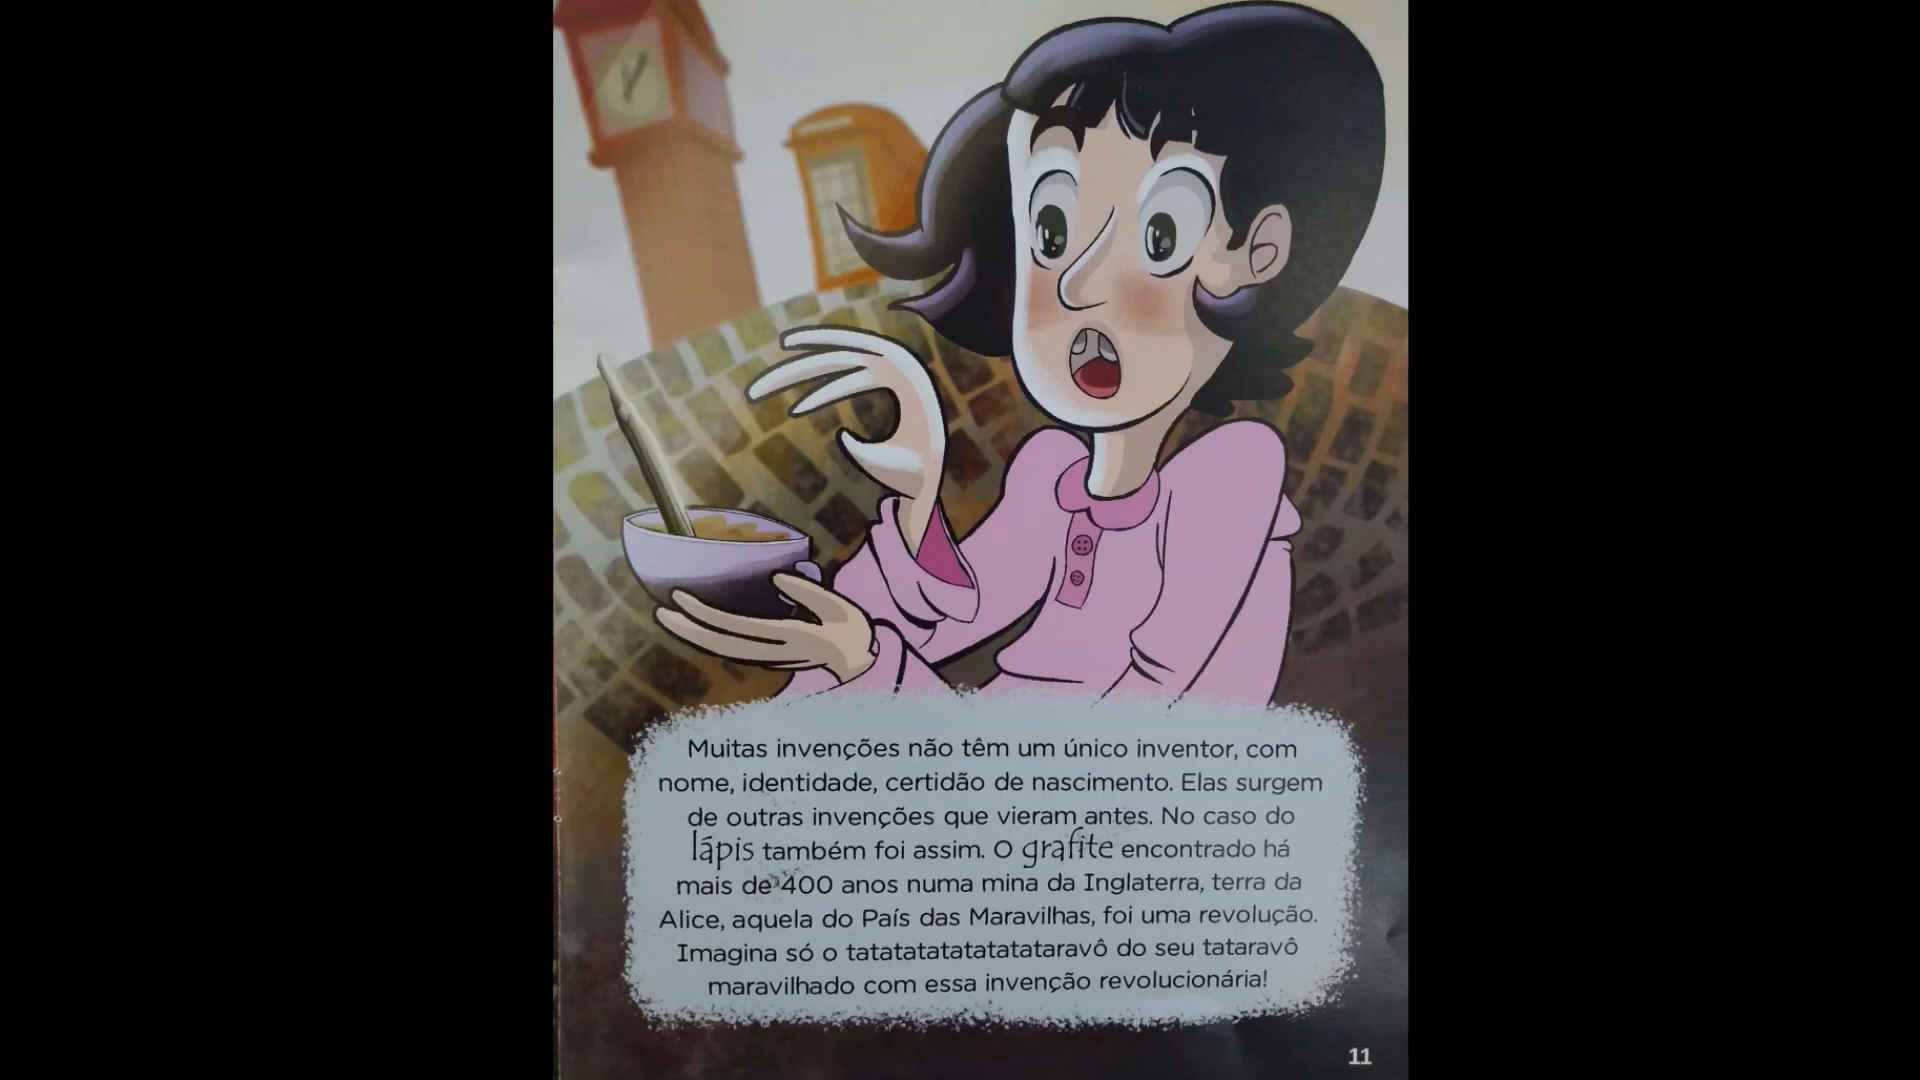 Muitas invenções não têm um único inventor, com
nome, identidade, certidão de nascimento. Elas surgem
de outras invenções que vieram antes. No caso do
lápis também foi assim. O grafite encontrado há
mais de 400 anos numa mina da Inglaterra, terra da
Alice, aquela do País das Maravilhas, foi uma revolução.
Imagina só o tatatatatatatatataravô do seu tataravô
maravilhado com essa invenção revolucionária!
11